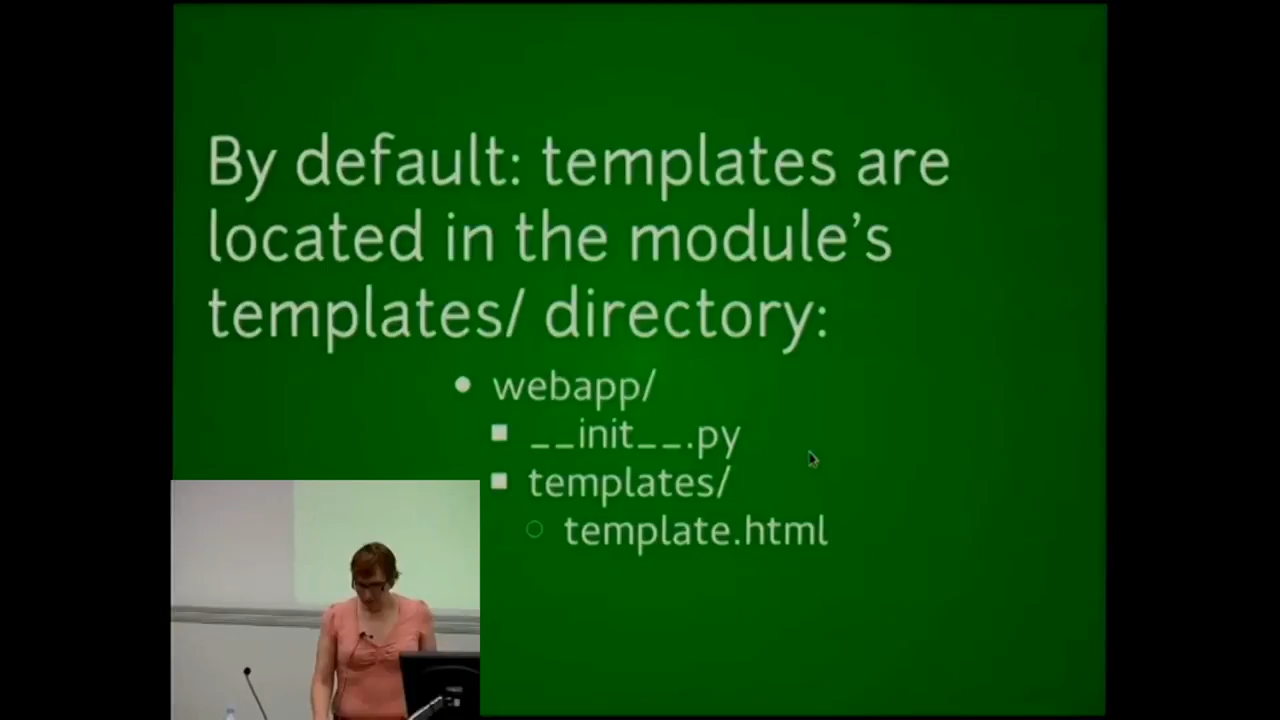 By default: templates are
located in the module’s
templates/ directory:
webapp/
__init__.py
templates/
template.html